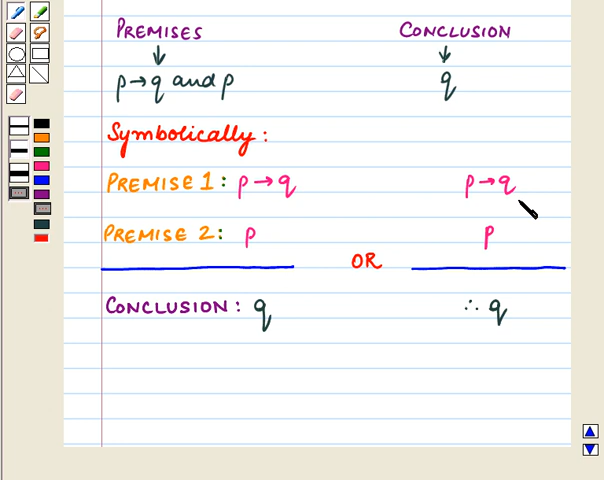 PREMISES CONCLUSION
↓ ↓
p→q and p q
Symbolically:
PREMISE 1: p→q p→q
PREMISE 2: p p
OR
CONCLUSION: q ∴ q